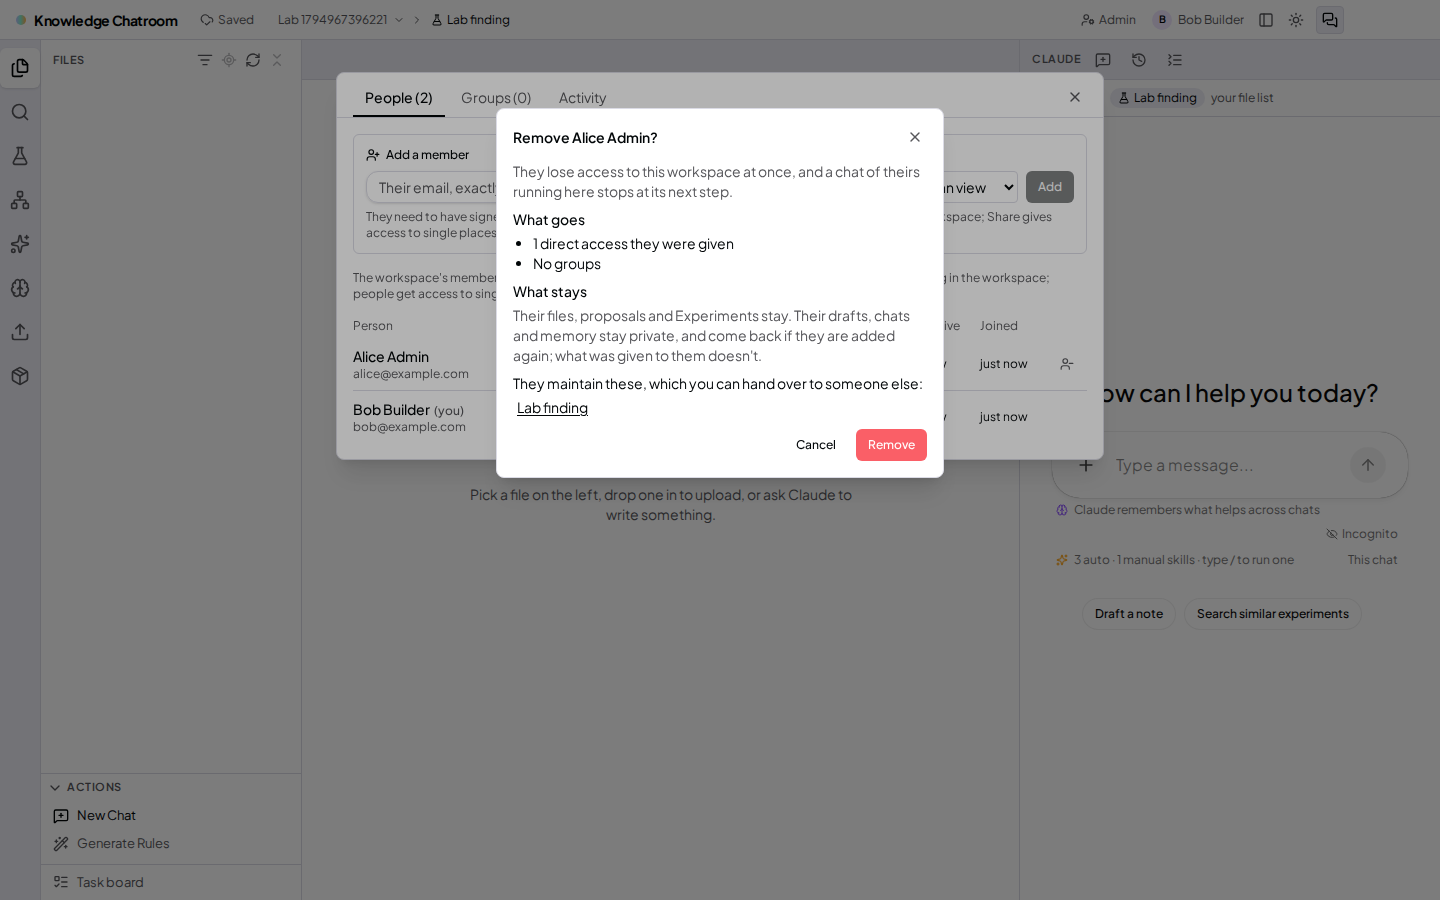 Knowledge Chatroom
Saved
Lab 1794967396221
Lab finding
Admin
B
Bob Builder
FILES
CLAUDE
Lab finding
your file list
People (2)
Groups (0)
Activity
Add a member
Their email, exactly
view
Add
They need to have signe
space; Share gives
access to single places
The workspace's member
g in the workspace;
people get access to sing
Person
ive
Joined
Alice Admin
alice@example.com
just now
Bob Builder (you)
bob@example.com
just now
Remove Alice Admin?
They lose access to this workspace at once, and a chat of theirs
running here stops at its next step.
What goes
1 direct access they were given
No groups
What stays
Their files, proposals and Experiments stay. Their drafts, chats
and memory stay private, and come back if they are added
again; what was given to them doesn't.
They maintain these, which you can hand over to someone else:
Lab finding
Cancel
Remove
Pick a file on the left, drop one in to upload, or ask Claude to
write something.
ow can I help you today?
Type a message...
Claude remembers what helps across chats
Incognito
3 auto · 1 manual skills · type / to run one
This chat
Draft a note
Search similar experiments
ACTIONS
New Chat
Generate Rules
Task board